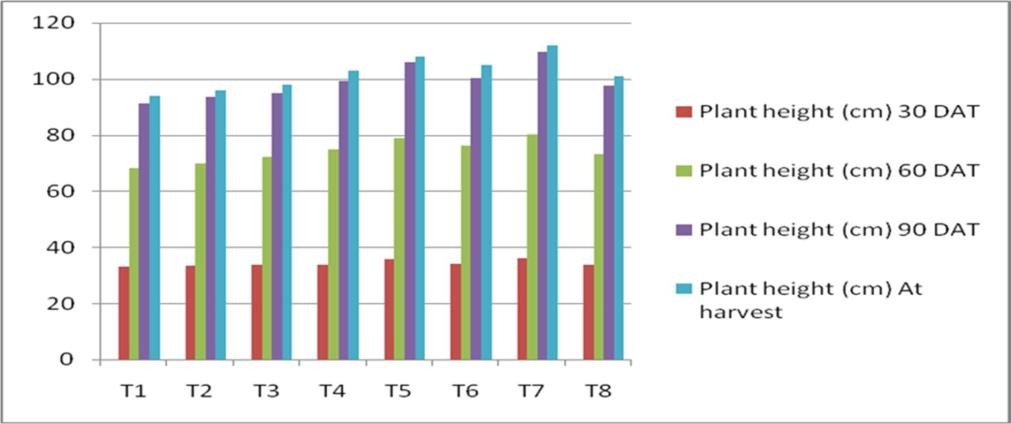 120
100
80
60
40
20
0
T1 T2 T3 T4 T5 T6 T7 T8
Plant height (cm) 30 DAT
Plant height (cm) 60 DAT
Plant height (cm) 90 DAT
Plant height (cm) At
harvest